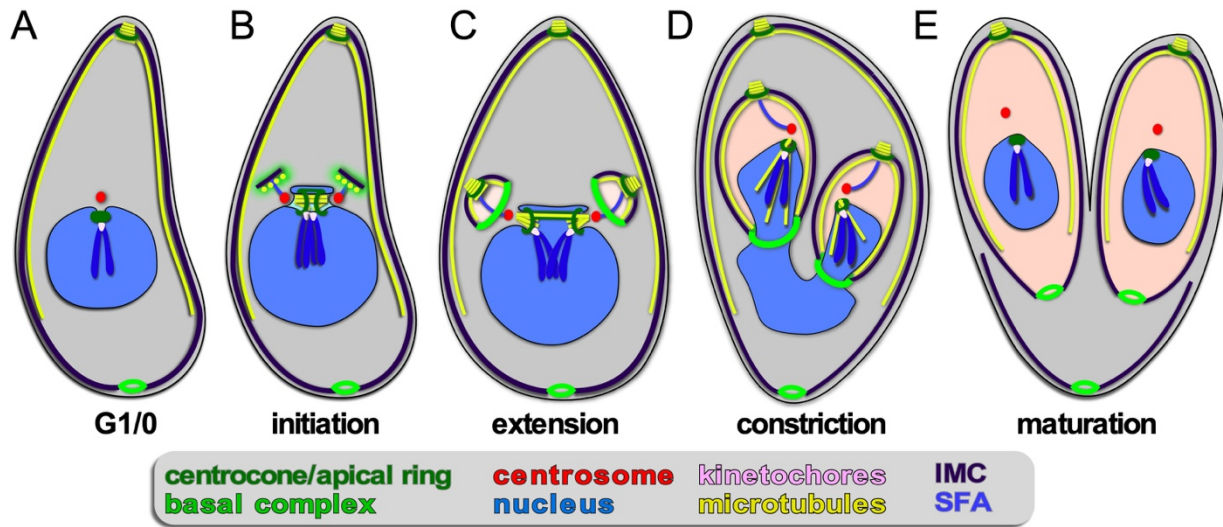 A B C D E
G1/0 initiation extension constriction maturation
centrocone/apical ring centrosome kinetochores IMC
basal complex nucleus microtubules SFA